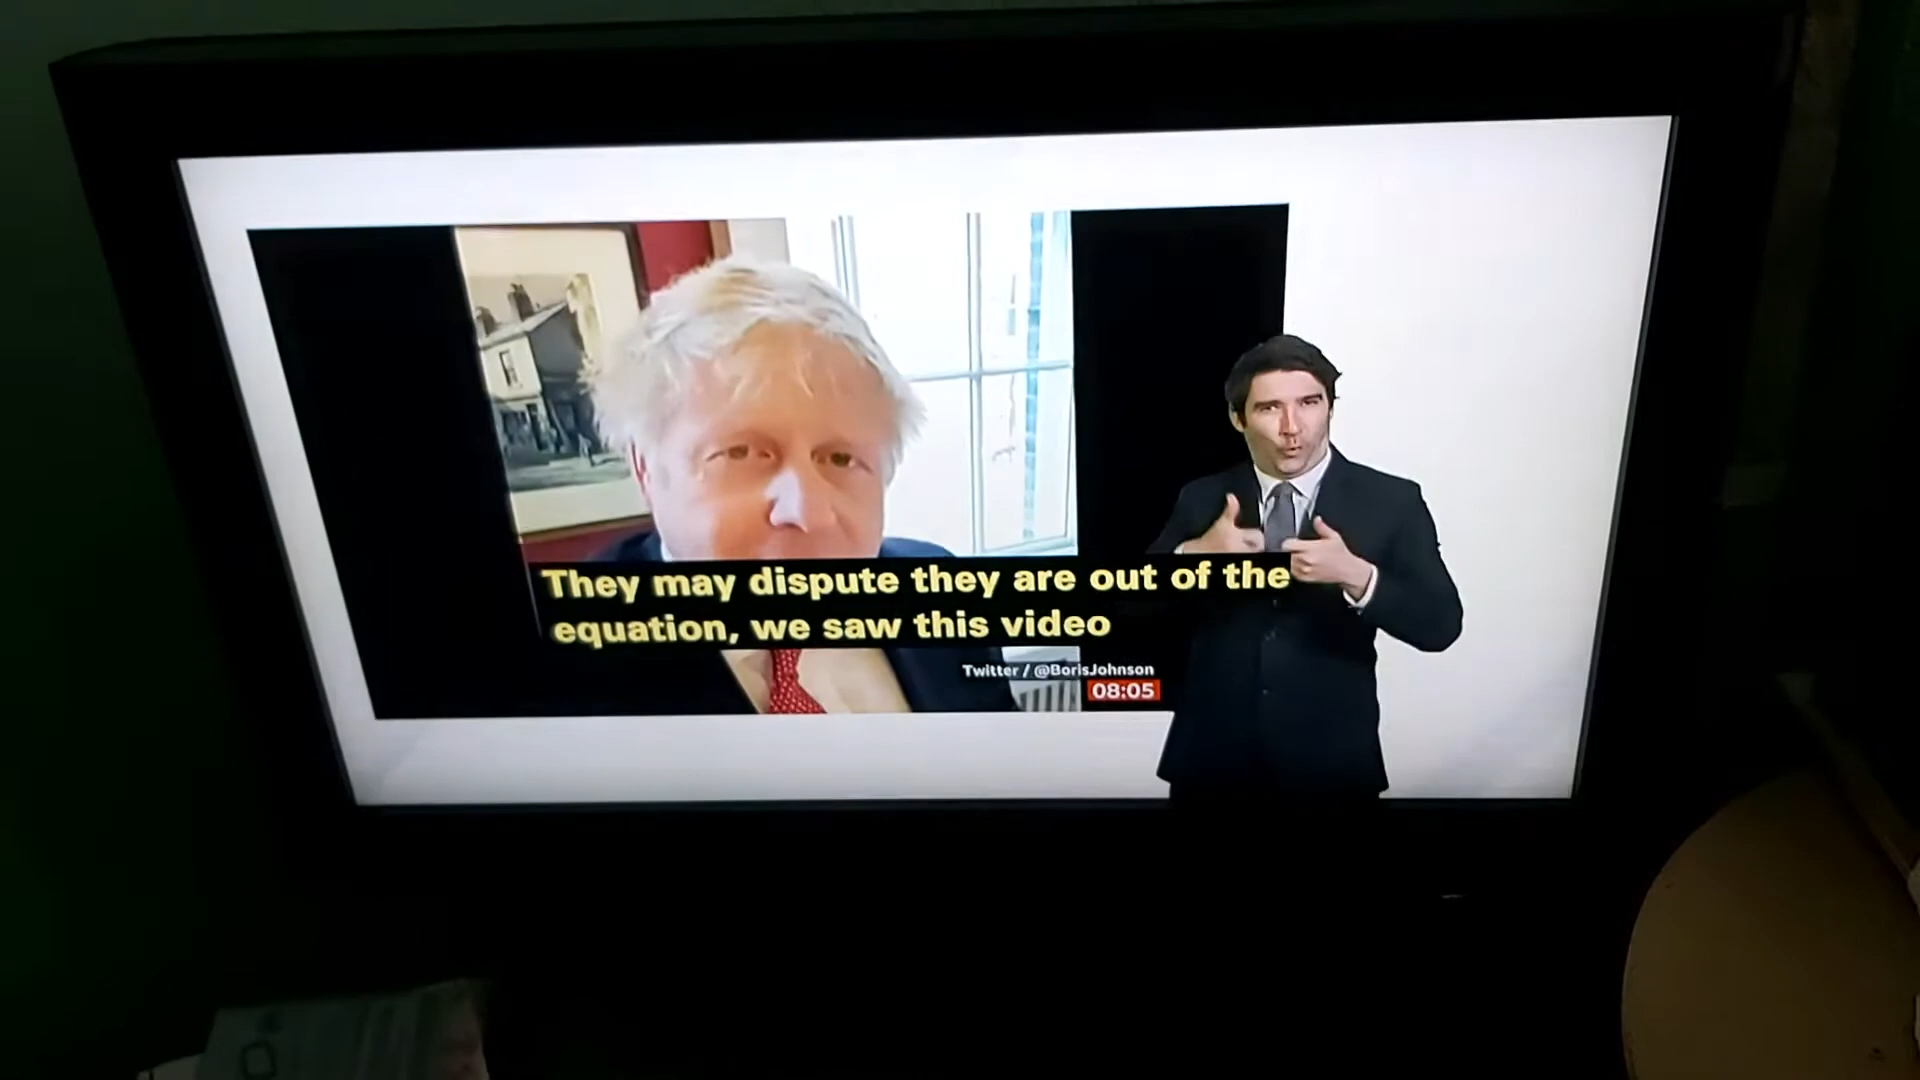 They may dispute they are out of the
equation, we saw this video
Twitter / @BorisJohnson
08:05